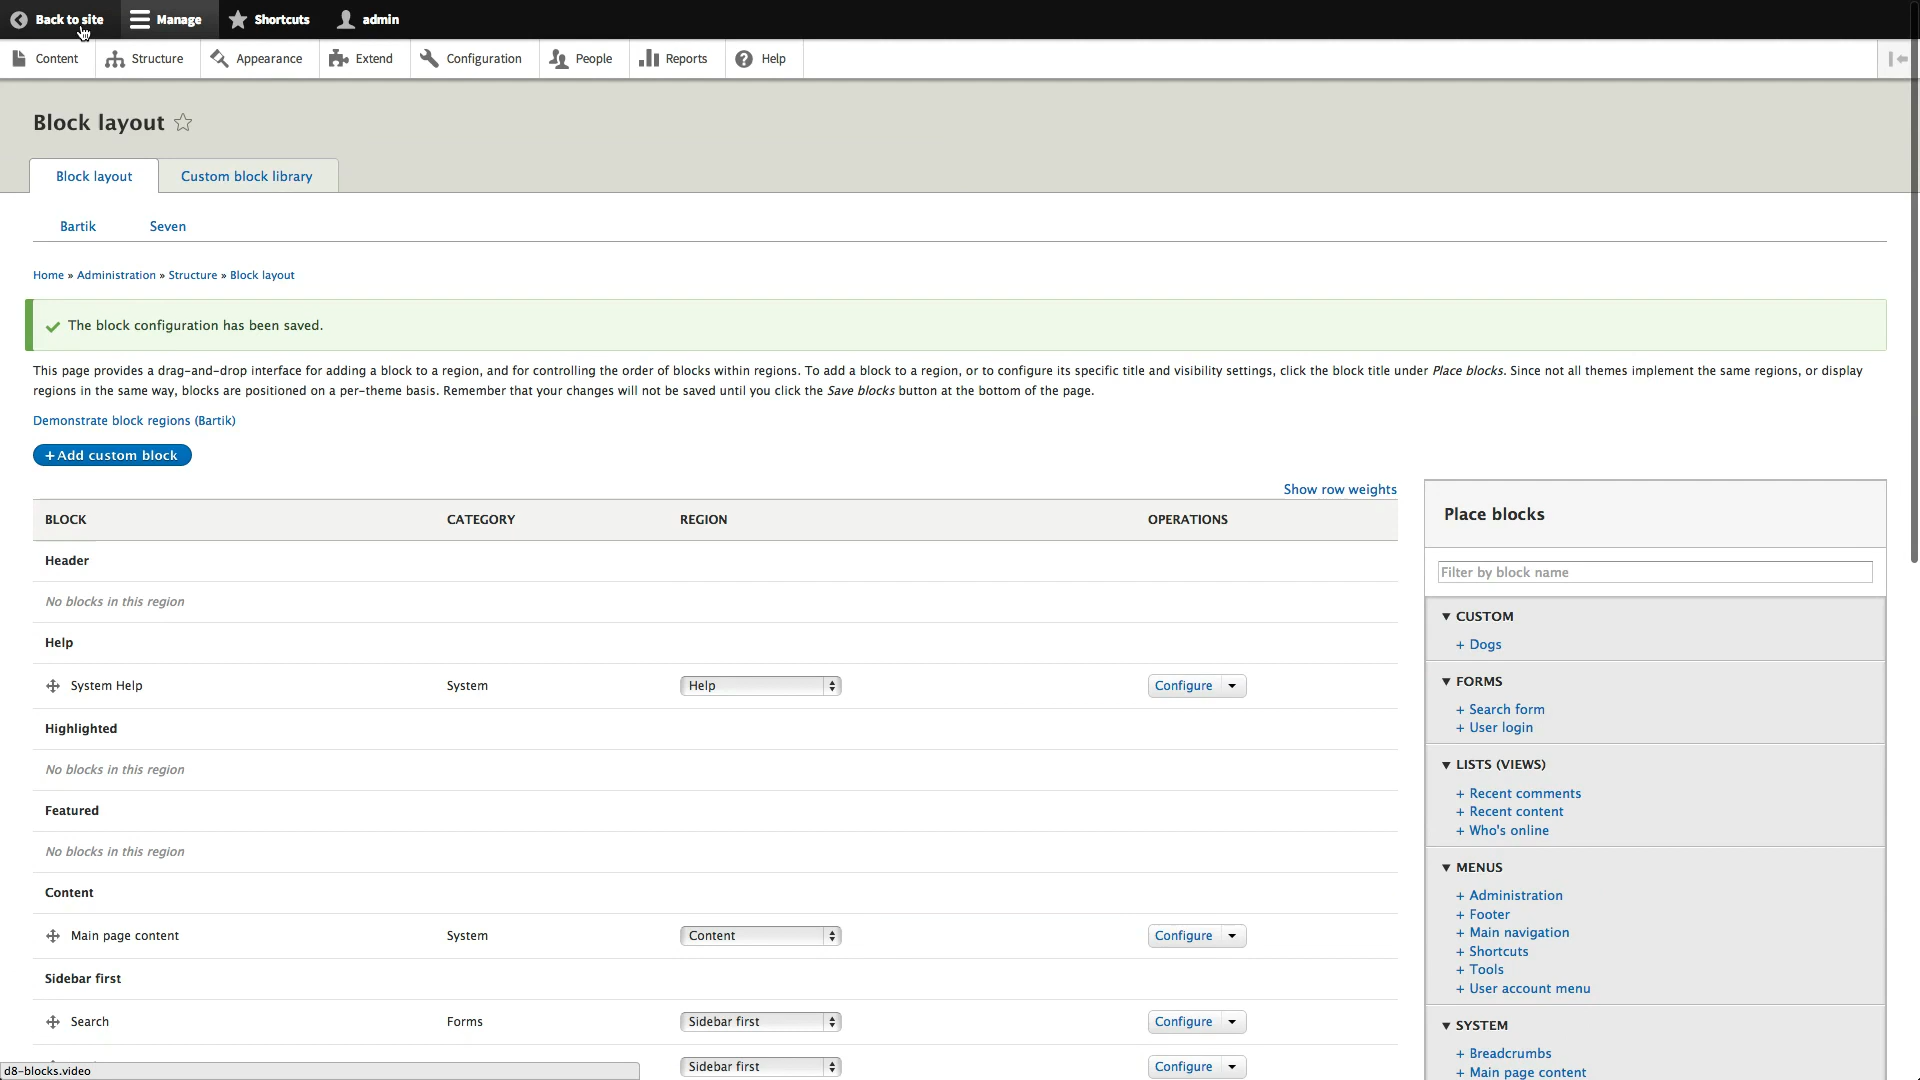 Back to site Manage Shortcuts admin
Content Structure Appearance Extend Configuration People Reports Help
Block layout
Block layout Custom block library
Bartik Seven
Home » Administration » Structure » Block layout
The block configuration has been saved.
This page provides a drag-and-drop interface for adding a block to a region, and for controlling the order of blocks within regions. To add a block to a region, or to configure its specific title and visibility settings, click the block title under Place blocks. Since not all themes implement the same regions, or display
regions in the same way, blocks are positioned on a per-theme basis. Remember that your changes will not be saved until you click the Save blocks button at the bottom of the page.
Demonstrate block regions (Bartik)
+Add custom block
Show row weights
BLOCK CATEGORY REGION OPERATIONS
Header
No blocks in this region
Help
System Help System Help Configure
Highlighted
No blocks in this region
Featured
No blocks in this region
Content
Main page content System Content Configure
Sidebar first
Search Forms Sidebar first Configure
Sidebar first Configure
Place blocks
Filter by block name
CUSTOM
+ Dogs
FORMS
+ Search form
+ User login
LISTS (VIEWS)
+ Recent comments
+ Recent content
+ Who's online
MENUS
+ Administration
+ Footer
+ Main navigation
+ Shortcuts
+ Tools
+ User account menu
SYSTEM
+ Breadcrumbs
+ Main page content
d8-blocks.video